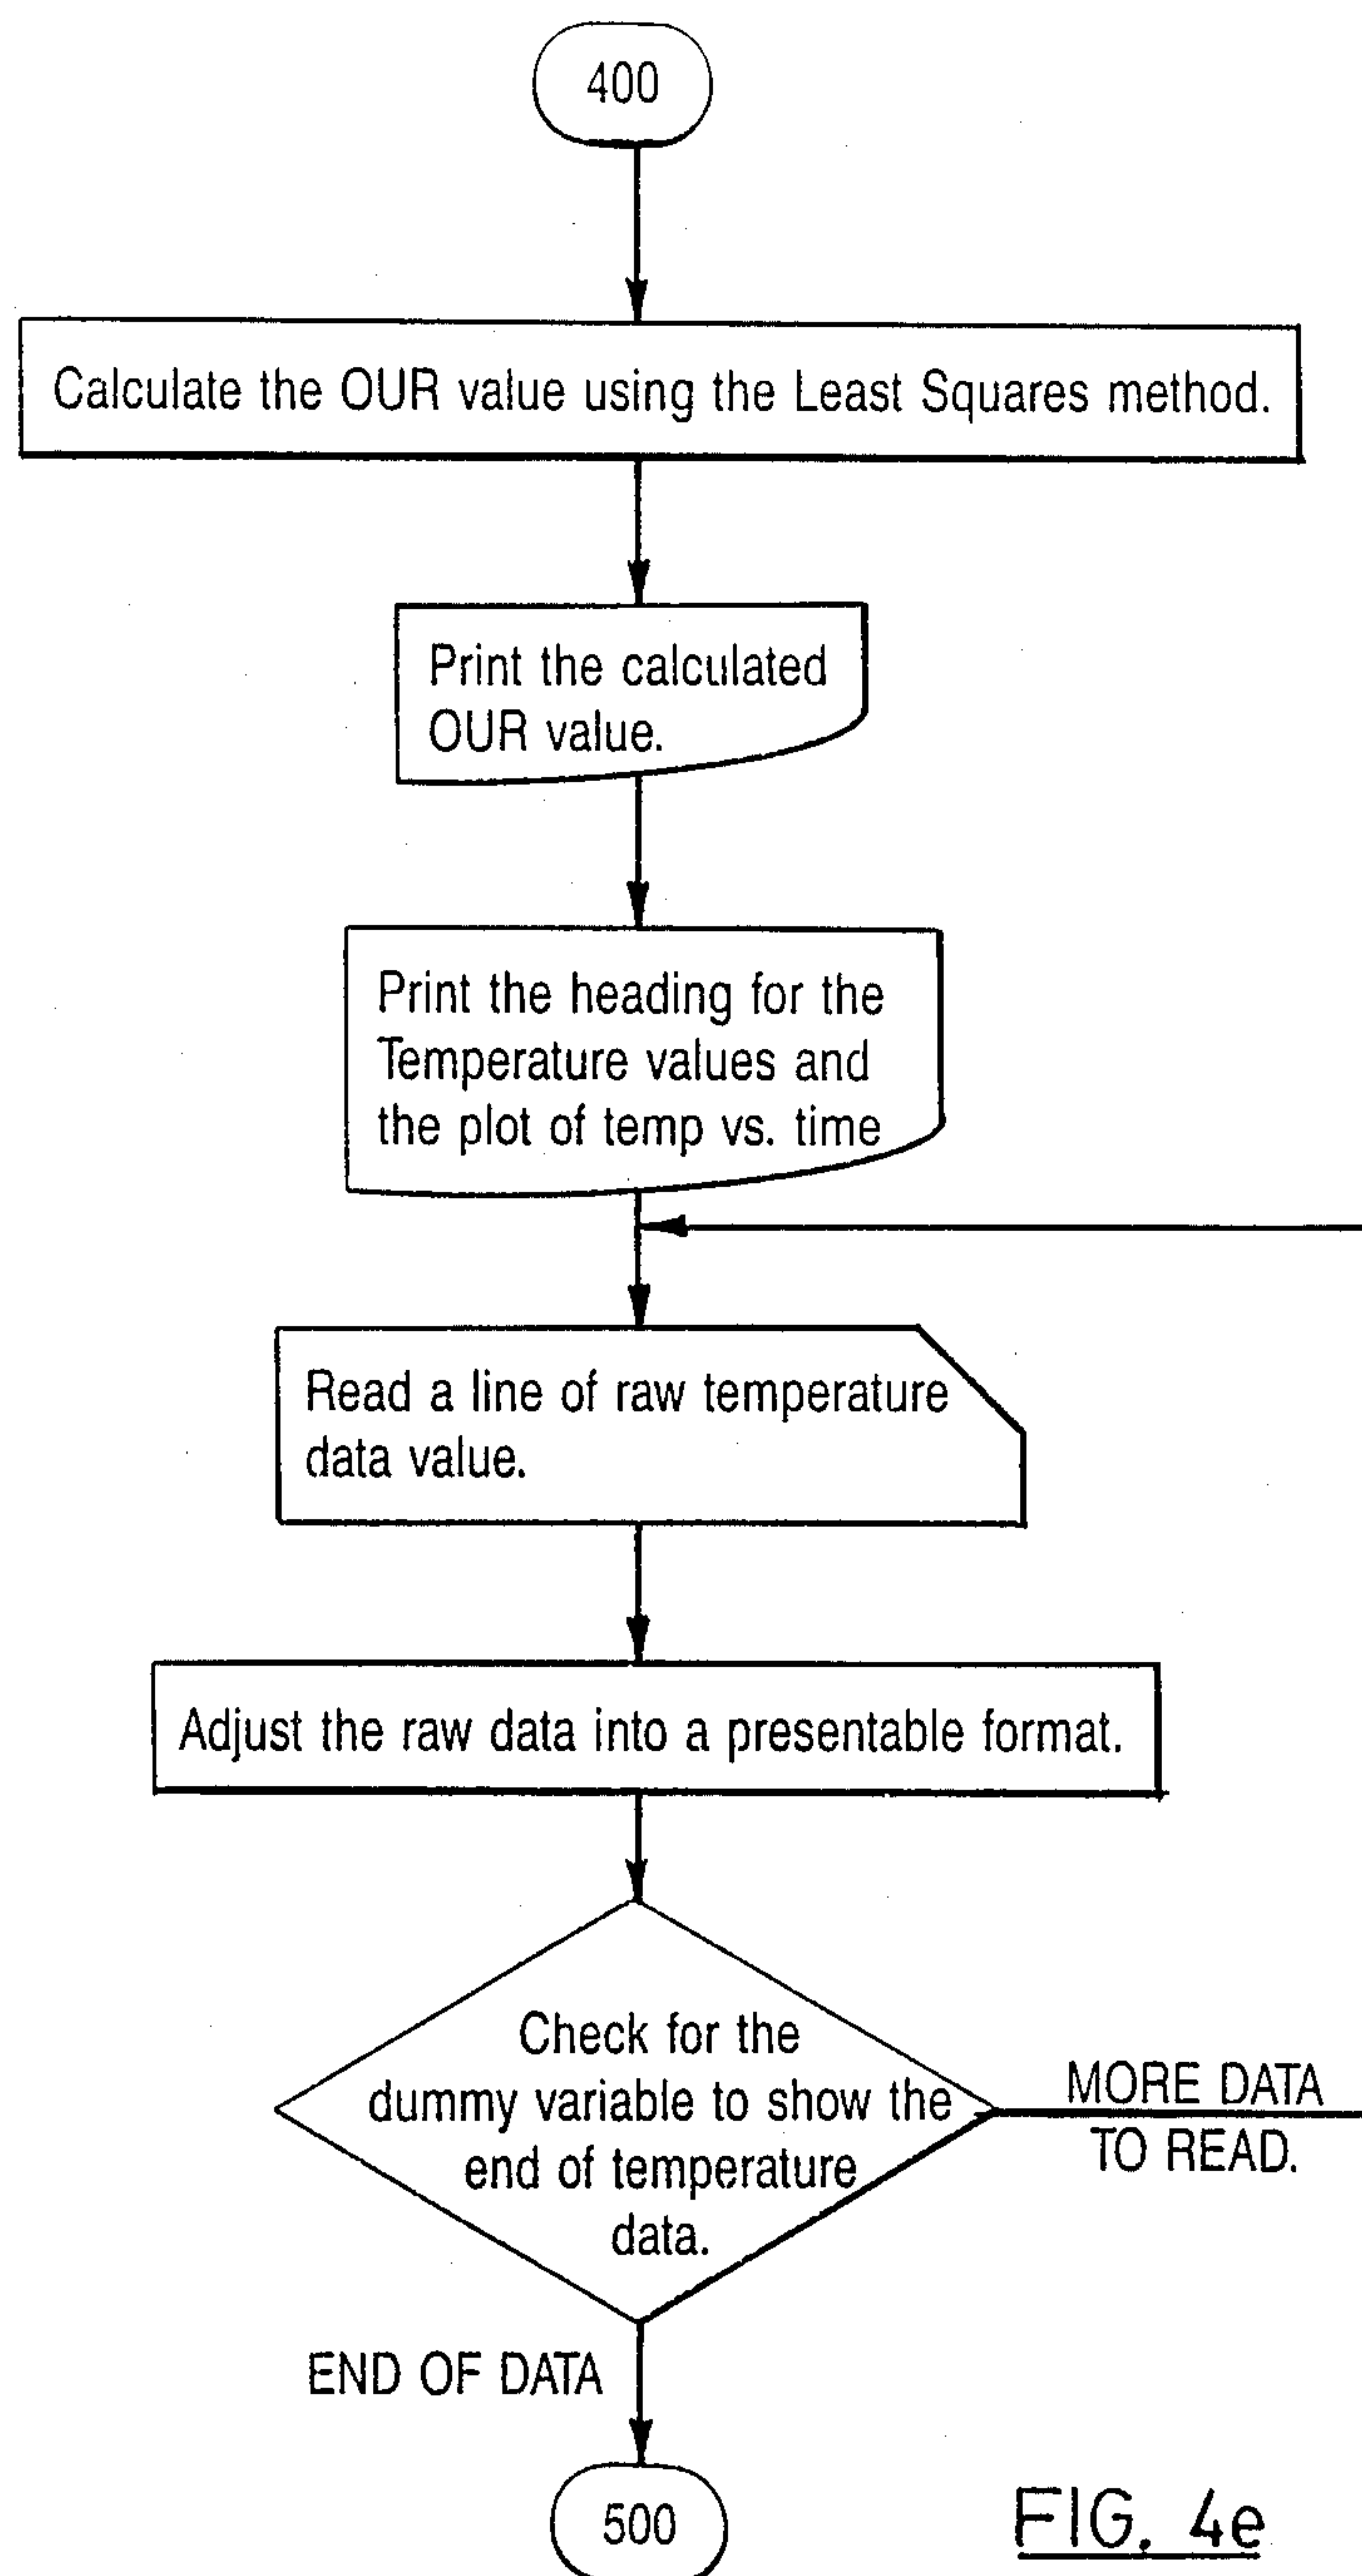 400
Calculate the OUR value using the Least Squares method.
Print the calculated
OUR value.
Print the heading for the
Temperature values and
the plot of temp vs. time
Read a line of raw temperature
data value.
Adjust the raw data into a presentable format.
Check for the
dummy variable to show the
end of temperature
data.
MORE DATA
TO READ.
END OF DATA
500
FIG. 4e